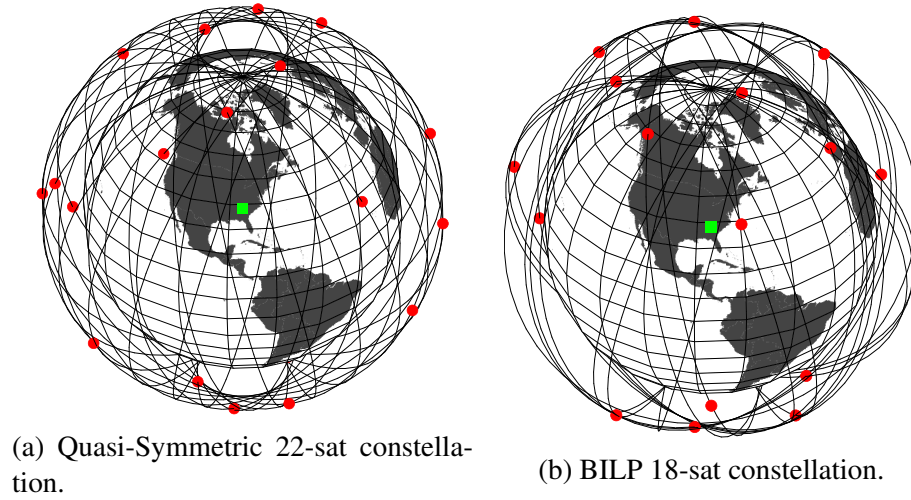 (a) Quasi-Symmetric 22-sat constella-
tion.
(b) BILP 18-sat constellation.